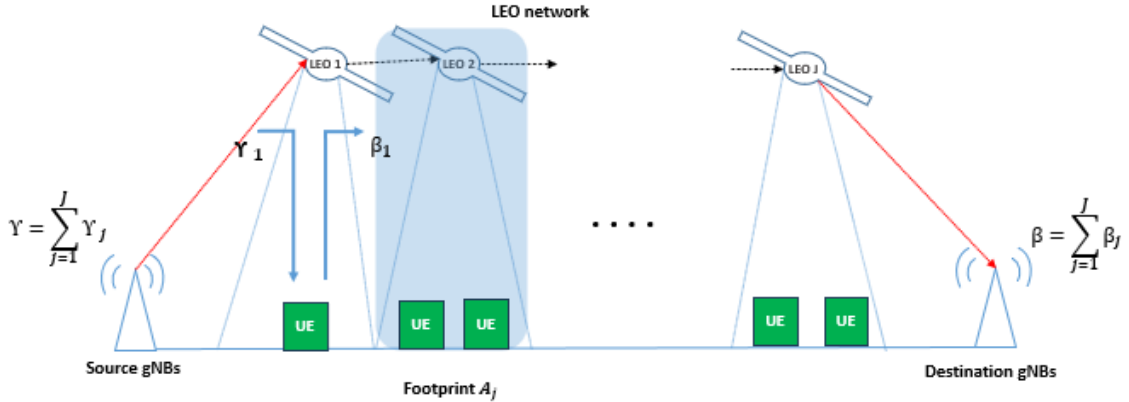 LEO network
LEO 1
LEO 2
LEO J
ϒ 1
β1
ϒ = ∑ J j=1 ϒj
β = ∑ J j=1 βj
. . . .
UE
UE
UE
UE
UE
Source gNBs
Destination gNBs
Footprint Aj